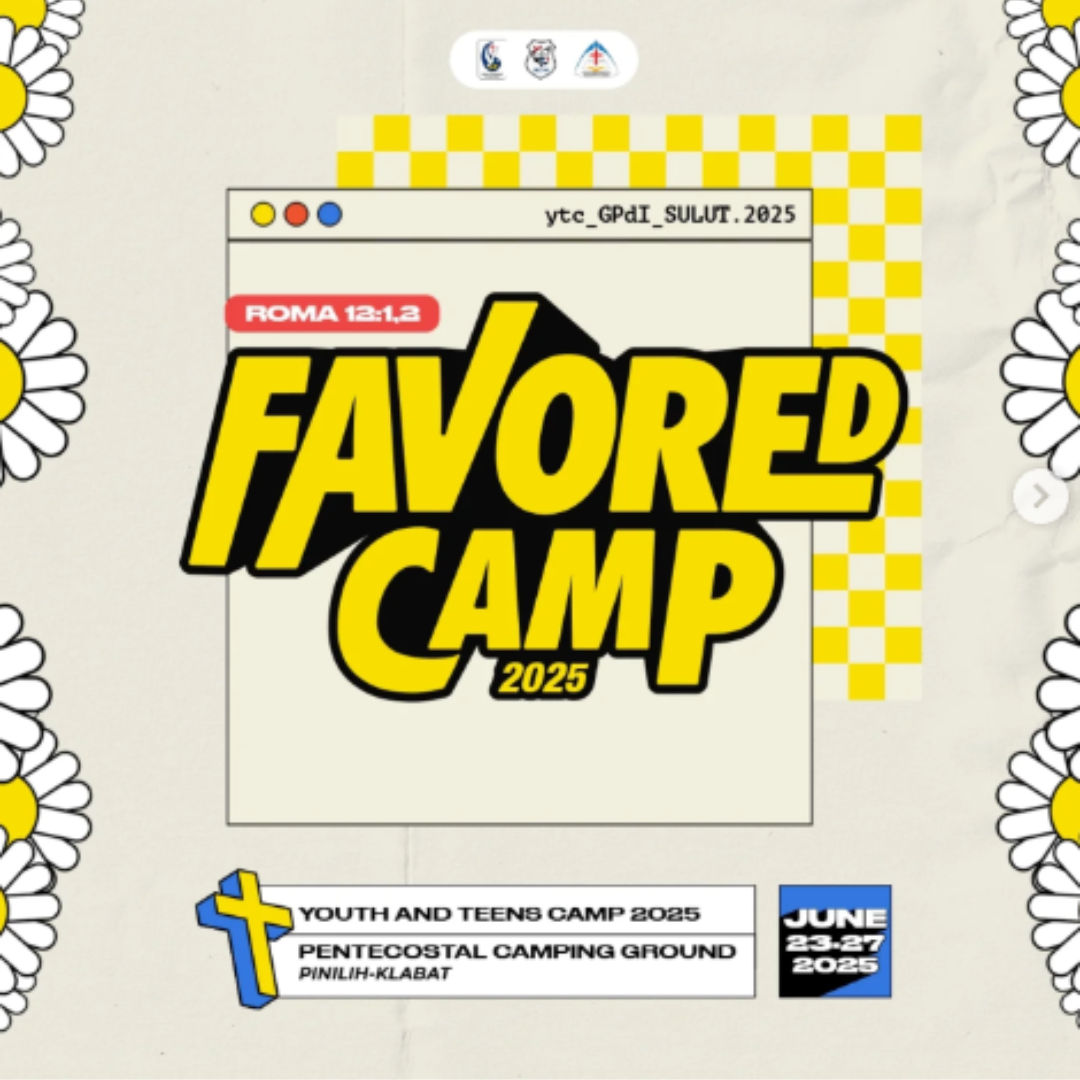 ytc_GPdI_SULUT.2025
ROMA 12:1,2
FAVORED
CAMP
2025
YOUTH AND TEENS CAMP 2025
PENTECOSTAL CAMPING GROUND
PINILIH-KLABAT
JUNE
23-27
2025